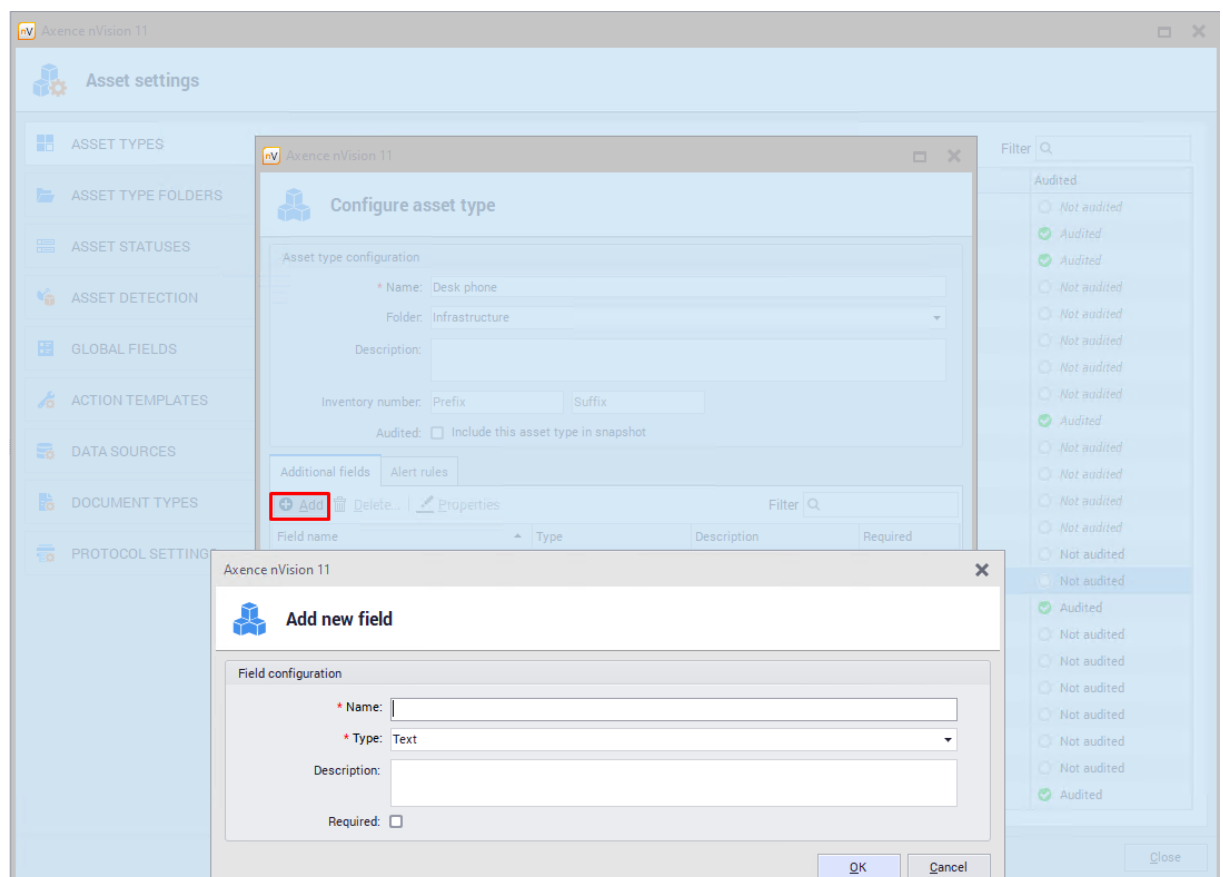 nV Axence nVision 11
Asset settings
ASSET TYPES
ASSET TYPE FOLDERS
ASSET STATUSES
ASSET DETECTION
GLOBAL FIELDS
ACTION TEMPLATES
DATA SOURCES
DOCUMENT TYPES
PROTOCOL SETTINGS
Filter
Audited
Not audited
Audited
Audited
Not audited
Not audited
Not audited
Not audited
Not audited
Audited
Not audited
Not audited
Not audited
Not audited
Not audited
Not audited
Audited
Not audited
Not audited
Not audited
Not audited
Not audited
Not audited
Audited
Close
nV Axence nVision 11
Configure asset type
Asset type configuration
* Name: Desk phone
Folder: Infrastructure
Description:
Inventory number: Prefix Suffix
Audited: Include this asset type in snapshot
Additional fields Alert rules
Add Delete... Properties Filter
Field name Type Description Required
Axence nVision 11
Add new field
Field configuration
* Name:
* Type: Text
Description:
Required:
OK Cancel